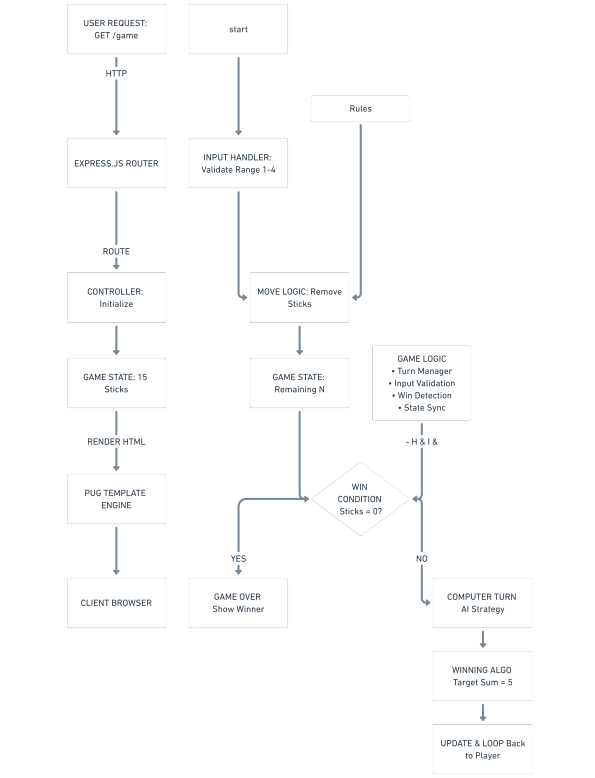 USER REQUEST:
GET /game
start
HTTP
Rules
EXPRESS.JS ROUTER
INPUT HANDLER:
Validate Range 1-4
ROUTE
CONTROLLER:
Initialize
MOVE LOGIC: Remove
Sticks
GAME STATE: 15
Sticks
GAME STATE:
Remaining N
GAME LOGIC
• Turn Manager
• Input Validation
• Win Detection
• State Sync
RENDER HTML
- H & I &
PUG TEMPLATE
ENGINE
WIN
CONDITION
Sticks = 0?
YES
NO
CLIENT BROWSER
GAME OVER
Show Winner
COMPUTER TURN
AI Strategy
WINNING ALGO
Target Sum = 5
UPDATE & LOOP Back
to Player